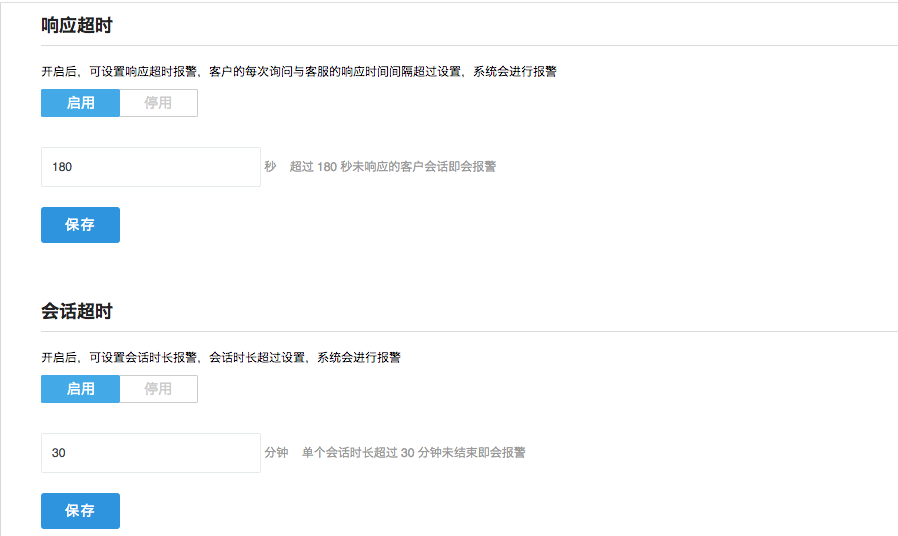 响应超时
开启后，可设置响应超时报警，客户的每次询问与客服的响应时间间隔超过设置，系统会进行报警
启用 停用
180 秒 超过 180 秒未响应的客户会话即会报警
保存
会话超时
开启后，可设置会话时长报警，会话时长超过设置，系统会进行报警
启用 停用
30 分钟 单个会话时长超过 30 分钟未结束即会报警
保存